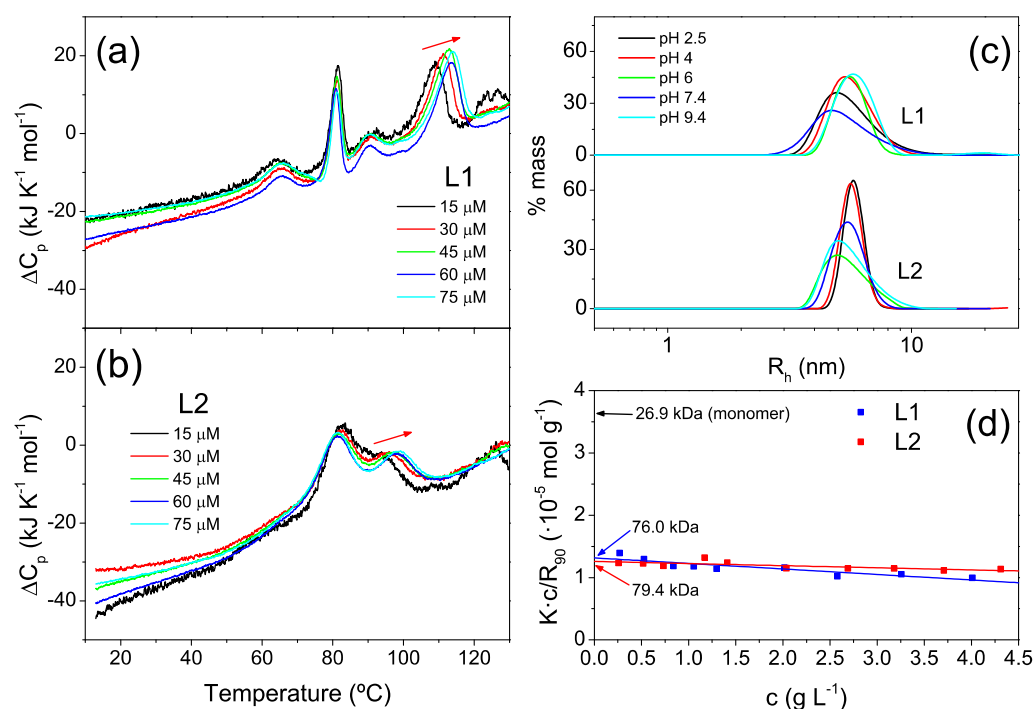 (a)
20
0
-20
-40
ΔCp (kJ K⁻¹ mol⁻¹)
L1
15 μM
30 μM
45 μM
60 μM
75 μM
(b)
20
0
-20
-40
ΔCp (kJ K⁻¹ mol⁻¹)
L2
15 μM
30 μM
45 μM
60 μM
75 μM
20 40 60 80 100 120
Temperature (ºC)
(c)
pH 2.5
pH 4
pH 6
pH 7.4
pH 9.4
L1
60
30
0
60
30
0
% mass
L2
1 10
Rh (nm)
(d)
4
3
2
1
0
K·c/R90 (·10⁻⁵ mol g⁻¹)
26.9 kDa (monomer)
L1
L2
76.0 kDa
79.4 kDa
0.0 0.5 1.0 1.5 2.0 2.5 3.0 3.5 4.0 4.5
c (g L⁻¹)